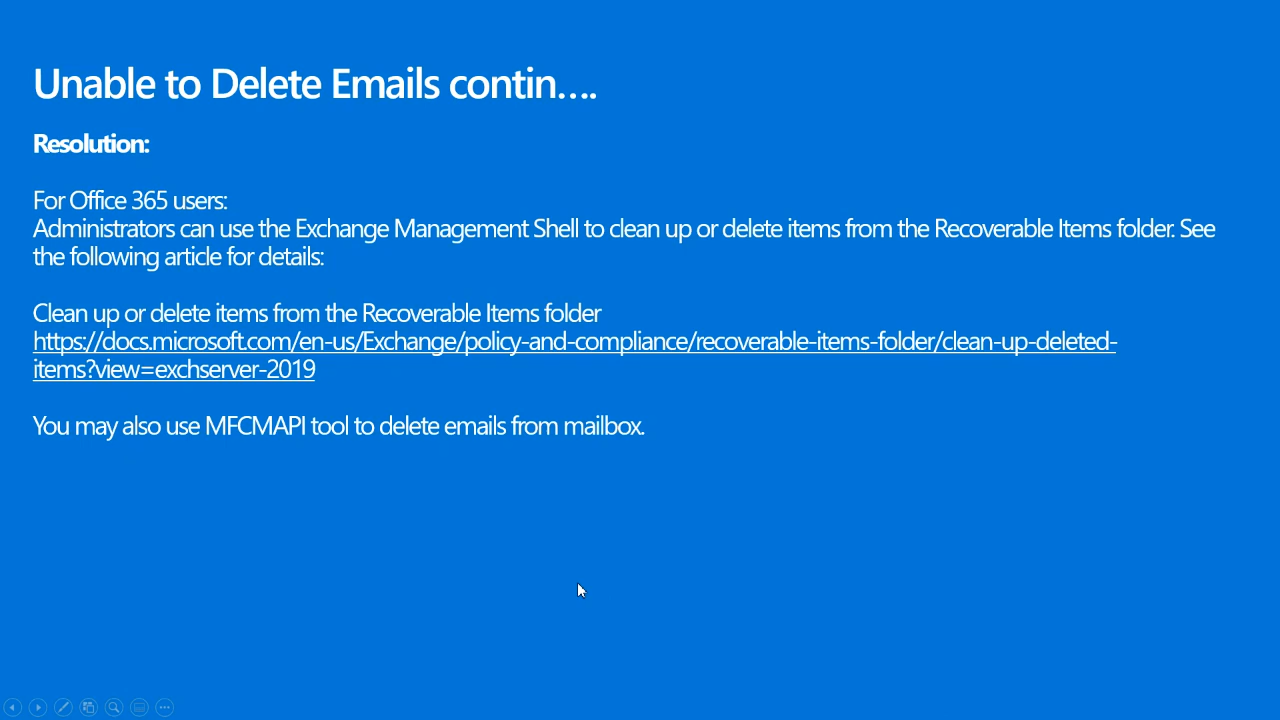 Unable to Delete Emails contin….
Resolution:
For Office 365 users:
Administrators can use the Exchange Management Shell to clean up or delete items from the Recoverable Items folder. See
the following article for details:
Clean up or delete items from the Recoverable Items folder
https://docs.microsoft.com/en-us/Exchange/policy-and-compliance/recoverable-items-folder/clean-up-deleted-
items?view=exchserver-2019
You may also use MFCMAPI tool to delete emails from mailbox.